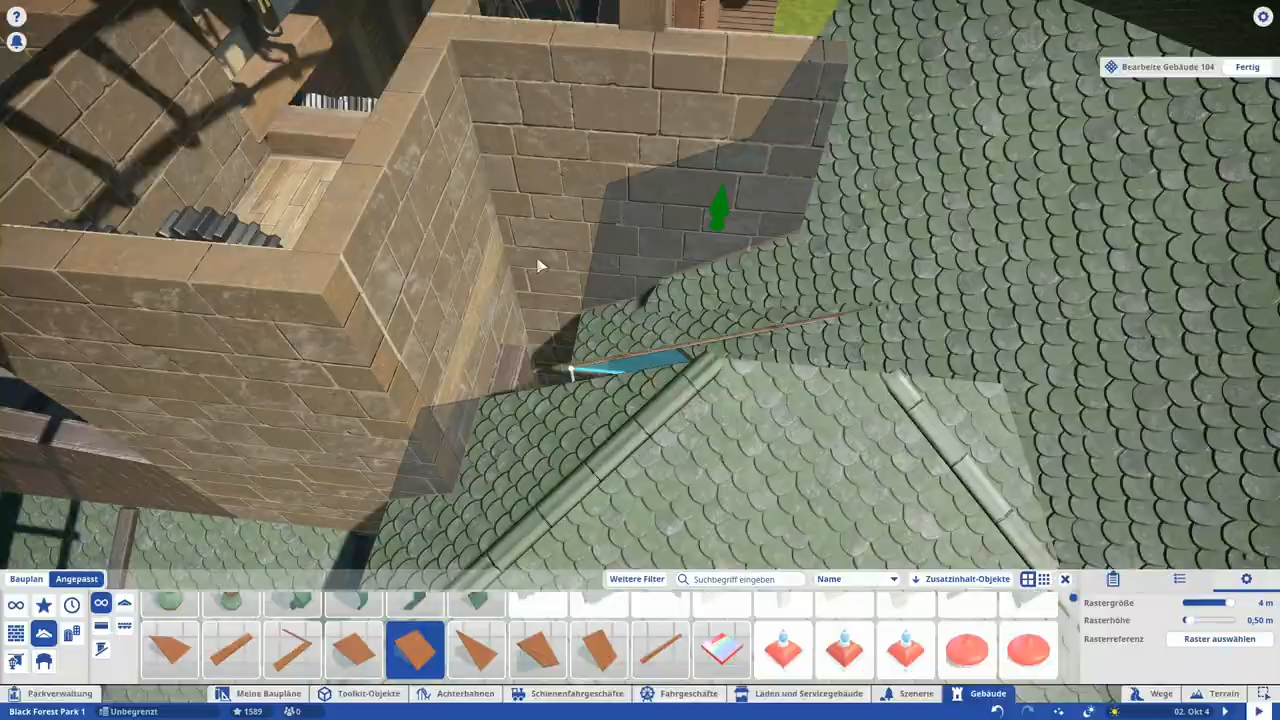 ?
Bearbeite Gebäude 104 Fertig
Bauplan Angepasst
Weitere Filter Suchbegriff eingeben Name Zusatzinhalt-Objekte
Rastergröße 4 m
Rasterhöhe 0,50 m
Rasterreferenz Raster auswählen
Parkverwaltung Meine Baupläne Toolkit-Objekte Achterbahnen Schienenfahrgeschäfte Fahrgeschäfte Läden und Servicegebäude Szenerie Gebäude Wege Terrain
Black Forest Park 1 Unbegrenzt 1589 0 02. Okt 4